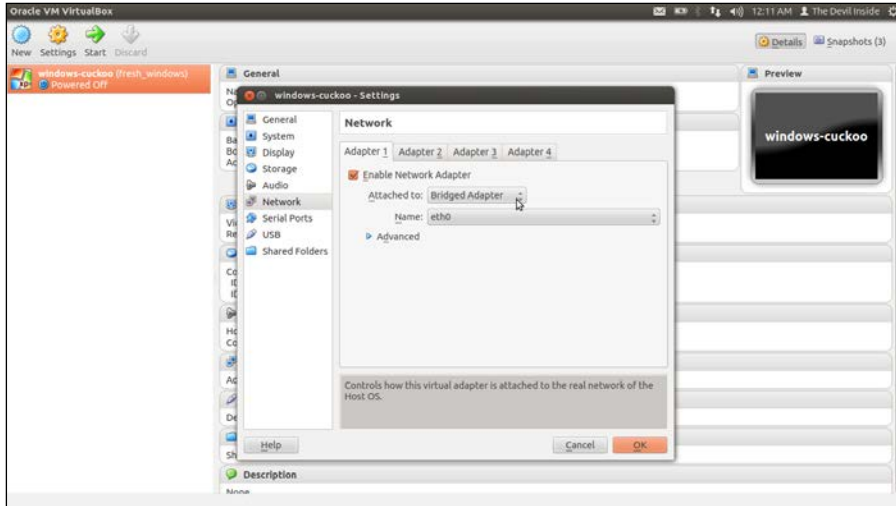 Oracle VM VirtualBox
12:11 AM The Devil Inside
New Settings Start Discard
Details Snapshots (3)
windows-cuckoo (fresh_windows)
Powered Off
General
Preview
windows-cuckoo
windows-cuckoo - Settings
General
System
Display
Storage
Audio
Network
Serial Ports
USB
Shared Folders
Network
Adapter 1 Adapter 2 Adapter 3 Adapter 4
Enable Network Adapter
Attached to: Bridged Adapter
Name: eth0
Advanced
Controls how this virtual adapter is attached to the real network of the
Host OS.
Help Cancel OK
Description
None